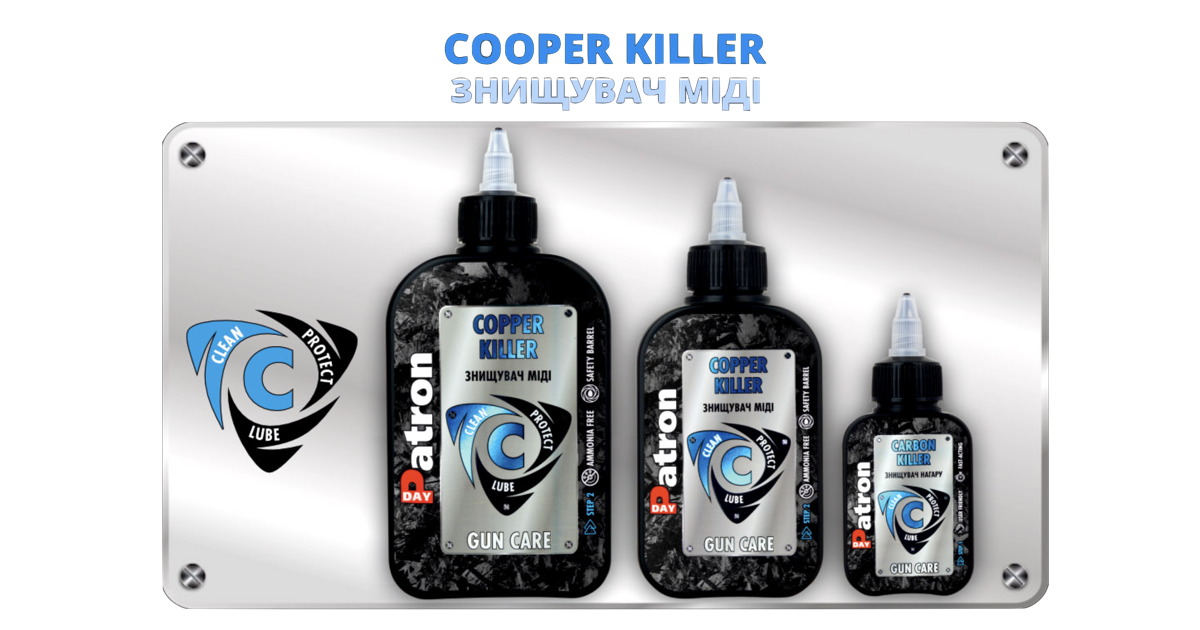 COOPER KILLER
ЗНИЩУВАЧ МІДІ
CLEAN
PROTECT
C
LUBE
DAY Patron
COPPER
KILLER
ЗНИЩУВАЧ МІДІ
CLEAN
PROTECT
C
LUBE
GUN CARE
STEP 2
AMMONIA FREE
SAFETY BARREL
DAY Patron
COPPER
KILLER
ЗНИЩУВАЧ МІДІ
CLEAN
PROTECT
C
LUBE
GUN CARE
STEP 2
AMMONIA FREE
SAFETY BARREL
DAY Patron
CARBON
KILLER
ЗНИЩУВАЧ НАГАРУ
CLEAN
PROTECT
C
LUBE
GUN CARE
USER FRIENDLY
FAST-ACTING